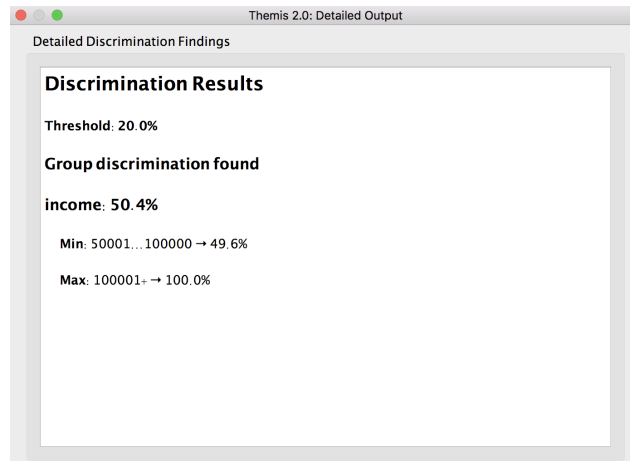 Themis 2.0: Detailed Output
Detailed Discrimination Findings
Discrimination Results
Threshold: 20.0%
Group discrimination found
income: 50.4%
Min: 50001...100000 → 49.6%
Max: 100001+ → 100.0%